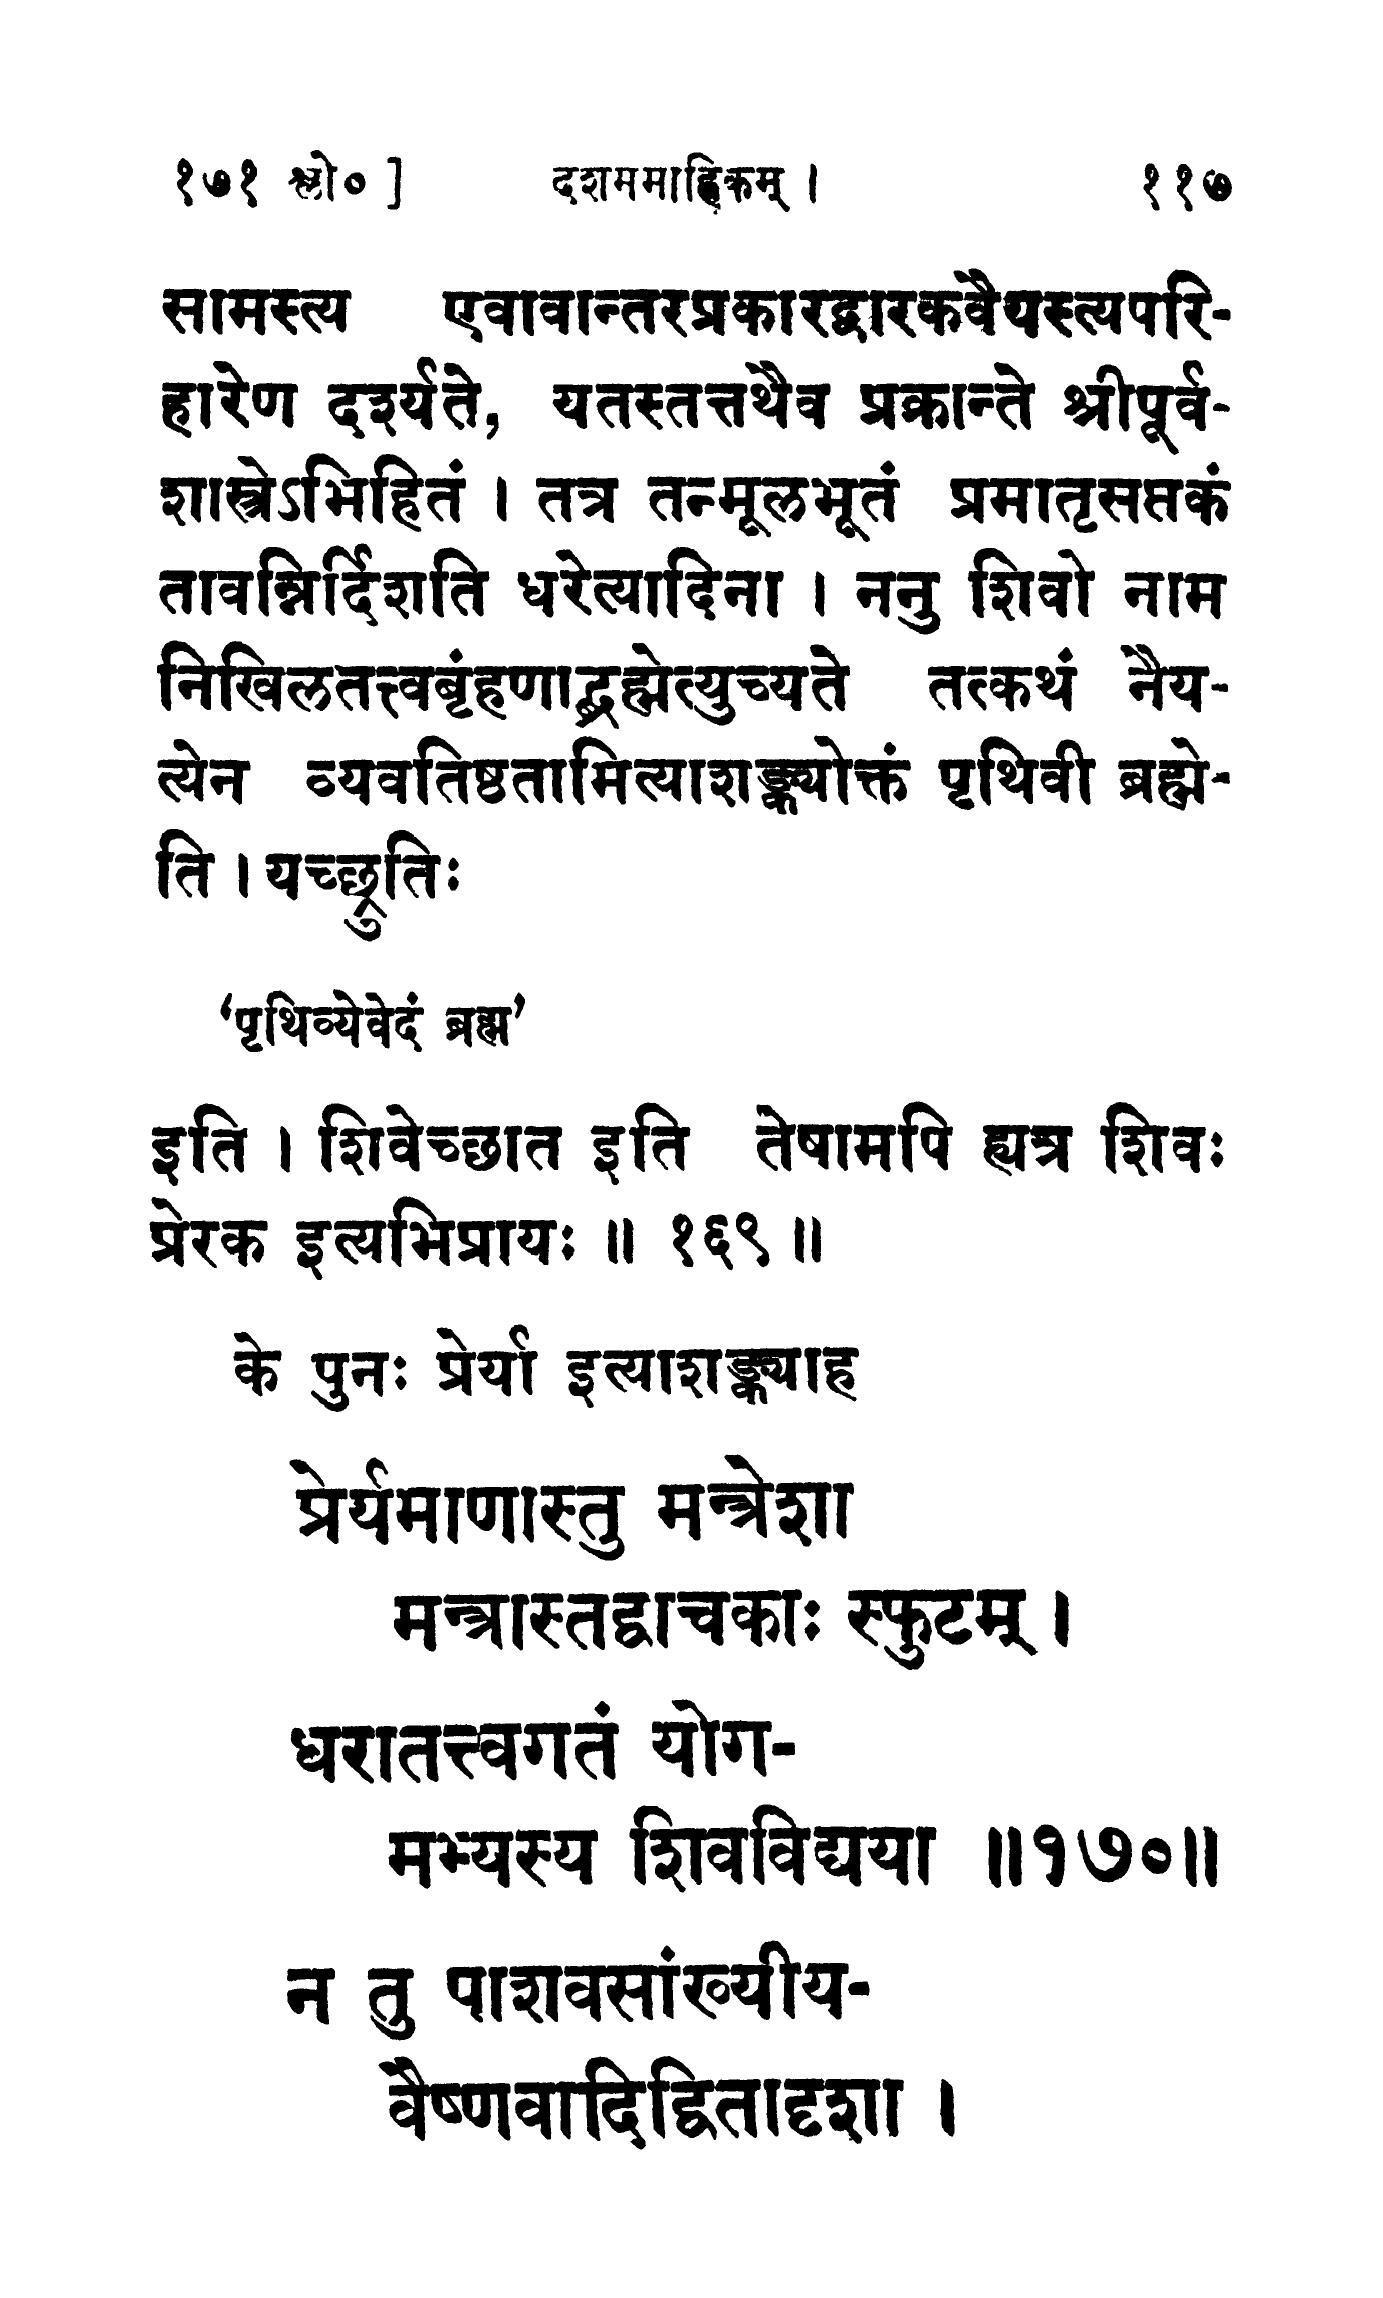 १७१ श्लो० ]
दशममाह्निकम् ।
११७
सामस्त्य एवावान्तरप्रकारद्वारकवैयस्त्यपरि-
हारेण दर्श्यते, यतस्तत्तथैव प्रक्रान्ते श्रीपूर्व-
शास्त्रेऽभिहितं । तत्र तन्मूलभूतं प्रमातृसप्तकं
तावन्निर्दिशति धरेत्यादिना । ननु शिवो नाम
निखिलतत्त्वबृंहणाद्ब्रह्मेत्युच्यते तत्कथं नैय-
त्येन व्यवतिष्ठतामित्याशङ्क्योक्तं पृथिवी ब्रह्मे-
ति । यच्छ्रुतिः
‘पृथिव्येवेदं ब्रह्म’
इति । शिवेच्छात इति तेषामपि ह्यत्र शिवः
प्रेरक इत्यभिप्रायः ॥ १६९ ॥
के पुनः प्रेर्या इत्याशङ्क्याह
प्रेर्यमाणास्तु मन्त्रेशा
मन्त्रास्तद्वाचकाः स्फुटम् ।
धरातत्त्वगतं योग-
मभ्यस्य शिवविद्यया ॥१७०॥
न तु पाशवसांख्यीय-
वैष्णवादिद्वितादृशा ।